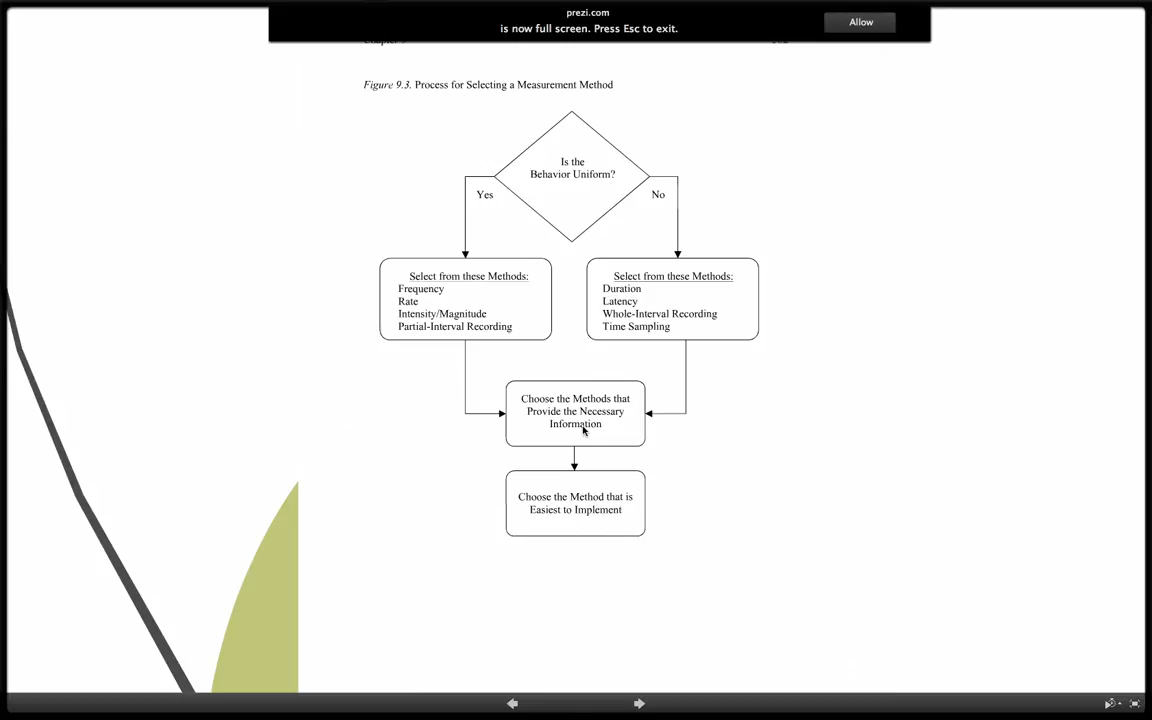 prezi.com
is now full screen. Press Esc to exit.
Allow
Figure 9.3. Process for Selecting a Measurement Method
Is the
Behavior Uniform?
Yes
No
Select from these Methods:
Frequency
Rate
Intensity/Magnitude
Partial-Interval Recording
Select from these Methods:
Duration
Latency
Whole-Interval Recording
Time Sampling
Choose the Methods that
Provide the Necessary
Information
Choose the Method that is
Easiest to Implement